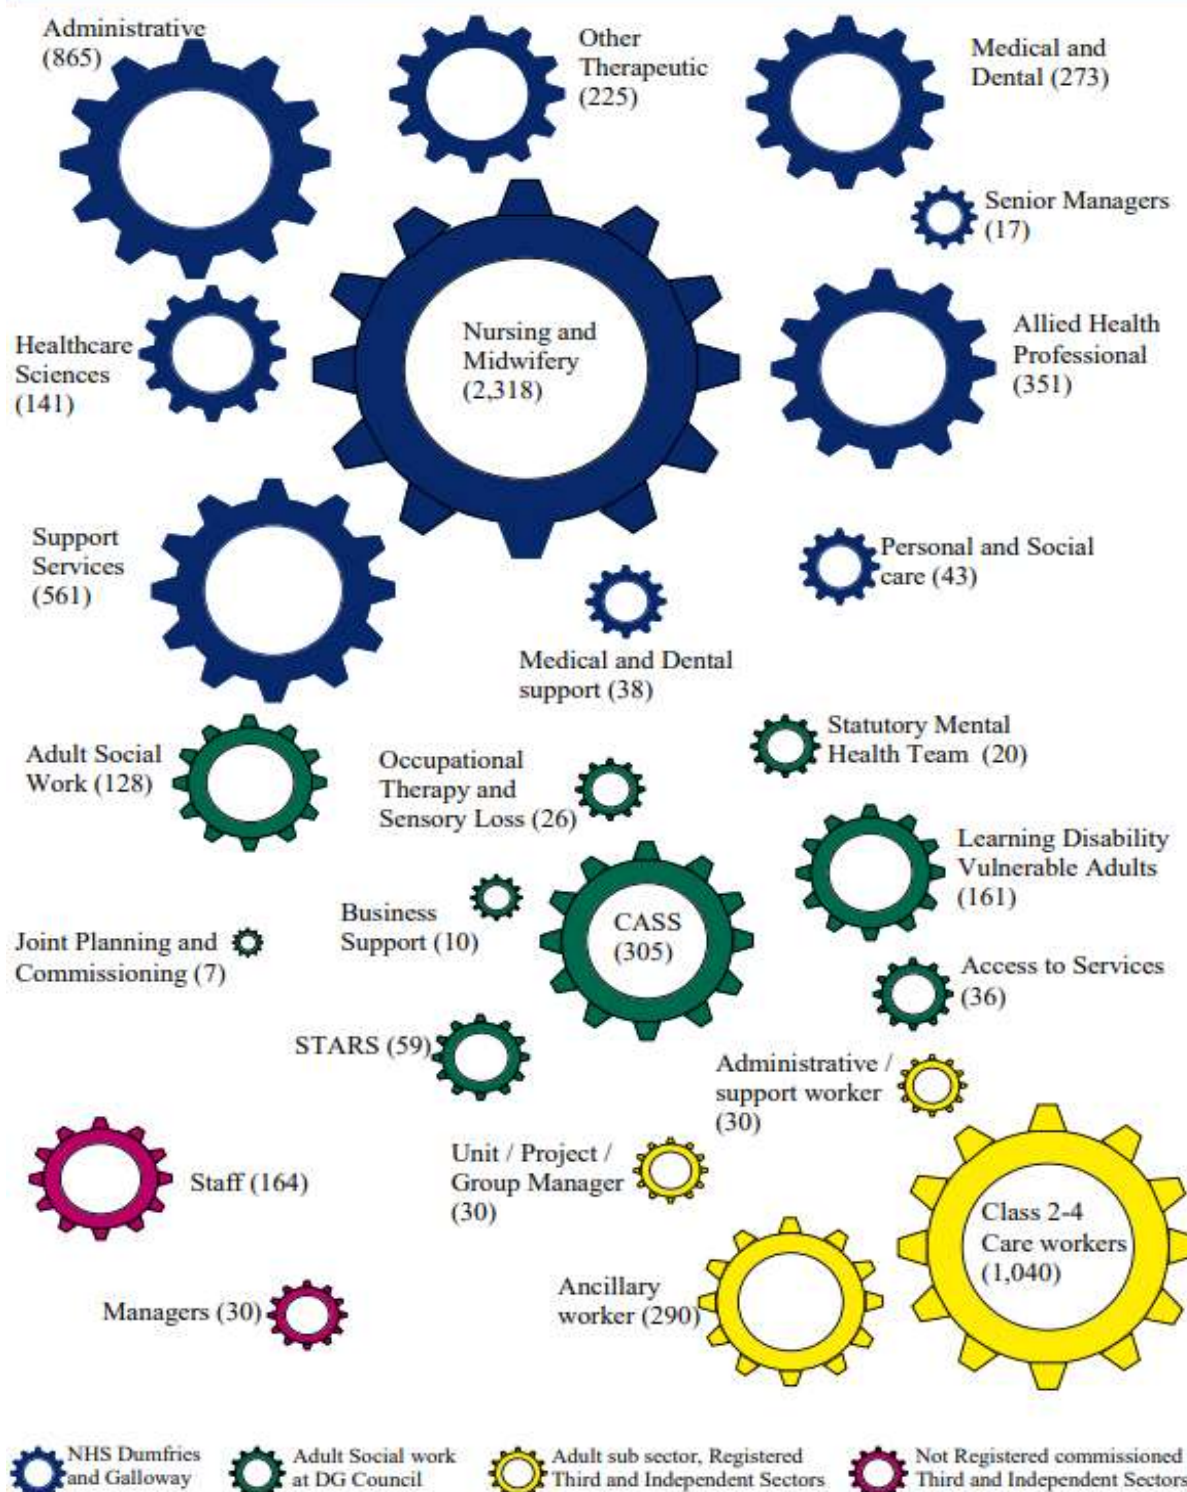 Administrative
(865)
Other
Therapeutic
(225)
Medical and
Dental (273)
Senior Managers
(17)
Healthcare
Sciences
(141)
Nursing and
Midwifery
(2,318)
Allied Health
Professional
(351)
Support
Services
(561)
Personal and Social
care (43)
Medical and Dental
support (38)
Adult Social
Work (128)
Occupational
Therapy and
Sensory Loss (26)
Statutory Mental
Health Team (20)
Learning Disability
Vulnerable Adults
(161)
Business
Support (10)
CASS
(305)
Joint Planning and
Commissioning (7)
Access to Services
(36)
STARS (59)
Administrative /
support worker
(30)
Staff (164)
Unit / Project /
Group Manager
(30)
Class 2-4
Care workers
(1,040)
Managers (30)
Ancillary
worker (290)
NHS Dumfries
and Galloway
Adult Social work
at DG Council
Adult sub sector, Registered
Third and Independent Sectors
Not Registered commissioned
Third and Independent Sectors